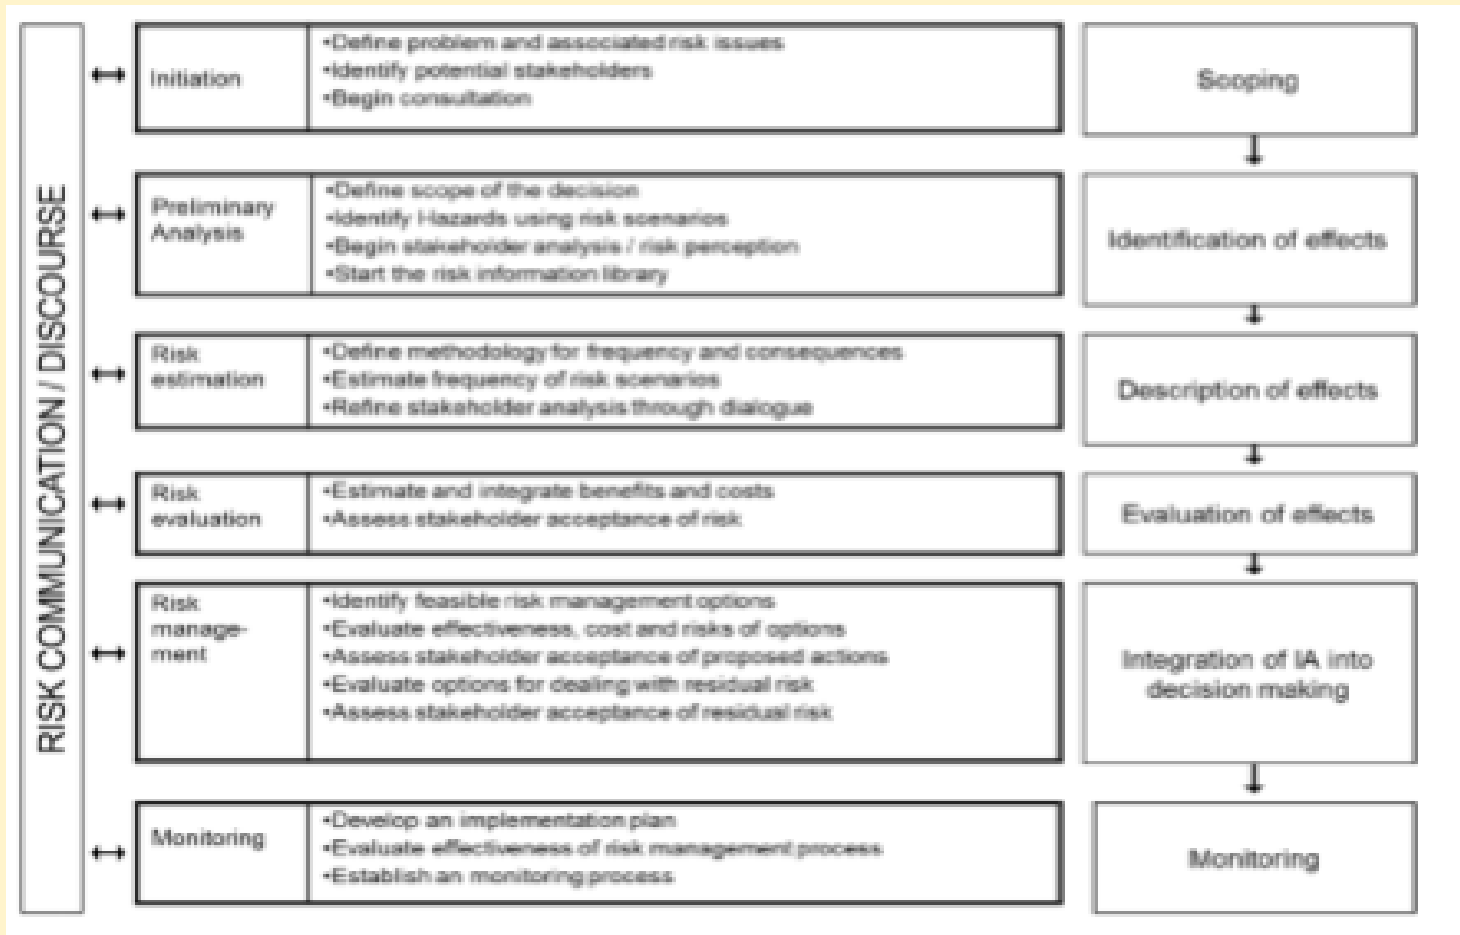 RISK COMMUNICATION / DISCOURSE
Initiation
•Define problem and associated risk issues
•Identify potential stakeholders
•Begin consultation
Scoping
Preliminary
Analysis
•Define scope of the decision
•Identify Hazards using risk scenarios
•Begin stakeholder analysis / risk perception
•Start the risk information library
Identification of effects
Risk
estimation
•Define methodology for frequency and consequences
•Estimate frequency of risk scenarios
•Refine stakeholder analysis through dialogue
Description of effects
Risk
evaluation
•Estimate and integrate benefits and costs
•Assess stakeholder acceptance of risk
Evaluation of effects
Risk
manage-
ment
•Identify feasible risk management options
•Evaluate effectiveness, cost and risks of options
•Assess stakeholder acceptance of proposed actions
•Evaluate options for dealing with residual risk
•Assess stakeholder acceptance of residual risk
Integration of IA into
decision making
Monitoring
•Develop an implementation plan
•Evaluate effectiveness of risk management process
•Establish an monitoring process
Monitoring